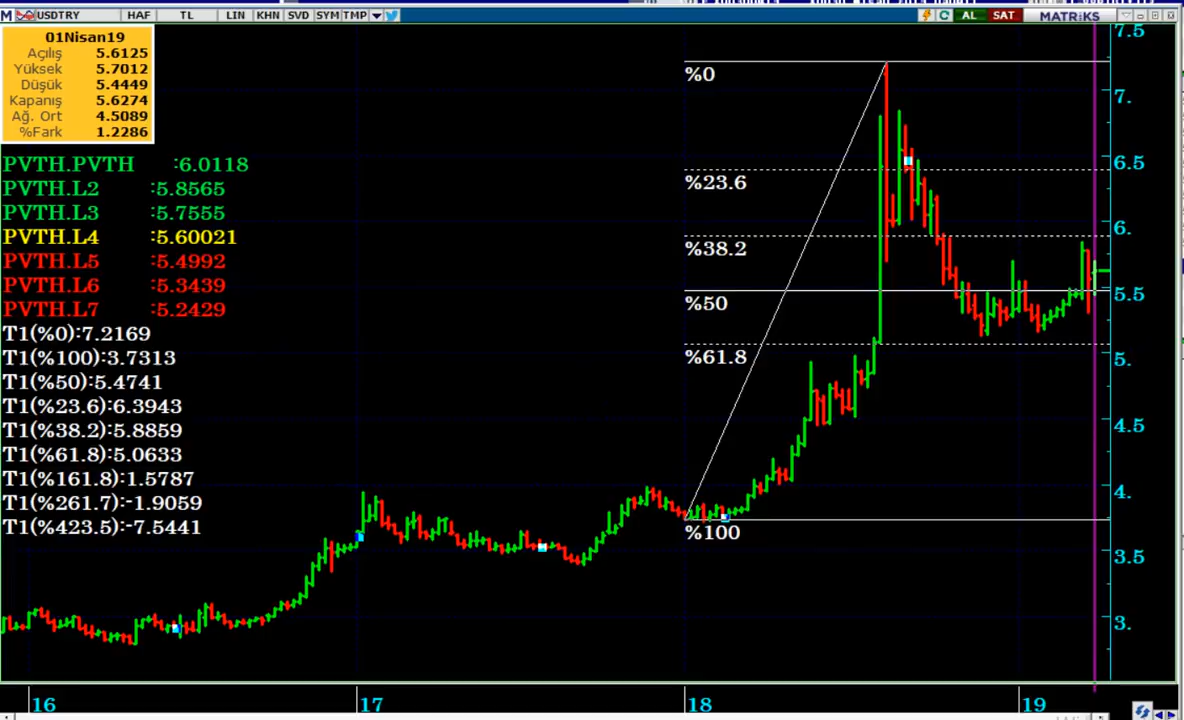 USDTRY HAF TL LIN KHN SVD SYM TMP AL SAT MATRiKS
01Nisan19
Açılış 5.6125
Yüksek 5.7012
Düşük 5.4449
Kapanış 5.6274
Ağ. Ort 4.5089
%Fark 1.2286
PVTH.PVTH :6.0118
PVTH.L2 :5.8565
PVTH.L3 :5.7555
PVTH.L4 :5.60021
PVTH.L5 :5.4992
PVTH.L6 :5.3439
PVTH.L7 :5.2429
T1(%0):7.2169
T1(%100):3.7313
T1(%50):5.4741
T1(%23.6):6.3943
T1(%38.2):5.8859
T1(%61.8):5.0633
T1(%161.8):1.5787
T1(%261.7):-1.9059
T1(%423.5):-7.5441
%0
%23.6
%38.2
%50
%61.8
%100
7.5
7.
6.5
6.
5.5
5.
4.5
4.
3.5
3.
16 17 18 19